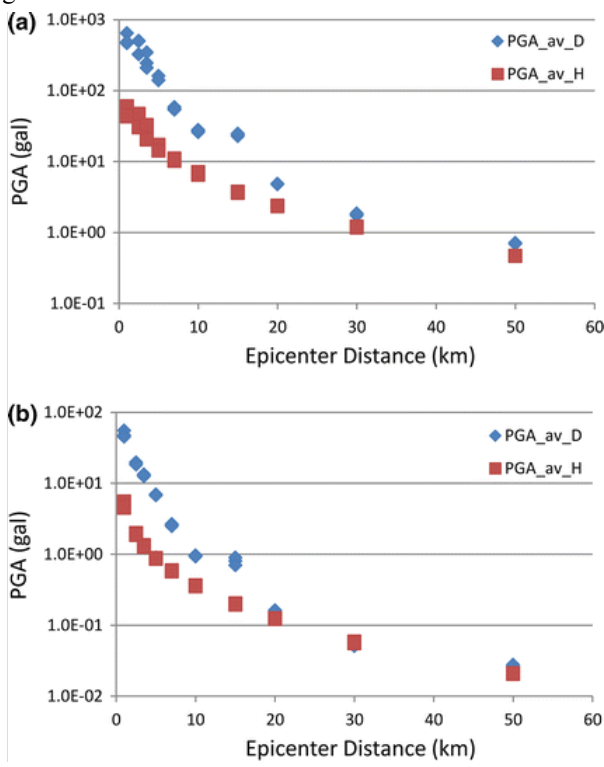 g
(a)
1.0E+03
PGA_av_D
1.0E+02
PGA_av_H
1.0E+01
1.0E+00
1.0E-01
PGA (gal)
0 10 20 30 40 50 60
Epicenter Distance (km)
(b)
1.0E+02
PGA_av_D
1.0E+01
PGA_av_H
1.0E+00
1.0E-01
1.0E-02
PGA (gal)
0 10 20 30 40 50 60
Epicenter Distance (km)